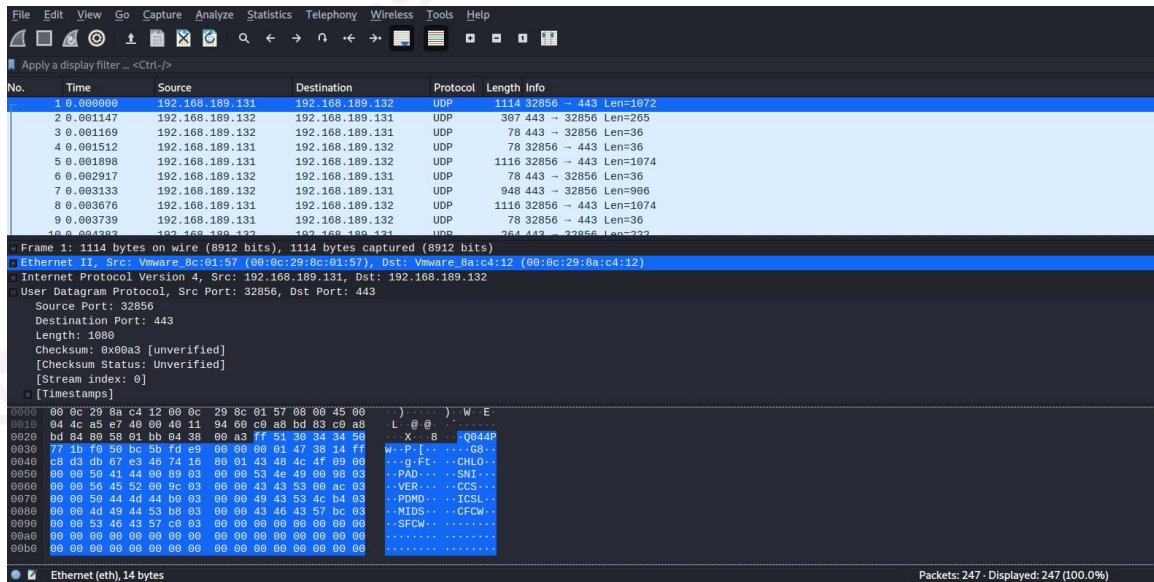 File Edit View Go Capture Analyze Statistics Telephony Wireless Tools Help
Apply a display filter ... <Ctrl-/>
No. Time Source Destination Protocol Length Info
1 0.000000 192.168.189.131 192.168.189.132 UDP 1114 32856 → 443 Len=1072
2 0.001147 192.168.189.132 192.168.189.131 UDP 307 443 → 32856 Len=265
3 0.001169 192.168.189.132 192.168.189.131 UDP 78 443 → 32856 Len=36
4 0.001512 192.168.189.131 192.168.189.132 UDP 78 32856 → 443 Len=36
5 0.001898 192.168.189.131 192.168.189.132 UDP 1116 32856 → 443 Len=1074
6 0.002917 192.168.189.132 192.168.189.131 UDP 78 443 → 32856 Len=36
7 0.003133 192.168.189.132 192.168.189.131 UDP 948 443 → 32856 Len=906
8 0.003676 192.168.189.131 192.168.189.132 UDP 1116 32856 → 443 Len=1074
9 0.003739 192.168.189.131 192.168.189.132 UDP 78 32856 → 443 Len=36
10 0.004383 192.168.189.132 192.168.189.131 UDP 264 443 → 32856 Len=222
Frame 1: 1114 bytes on wire (8912 bits), 1114 bytes captured (8912 bits)
Ethernet II, Src: Vmware_8c:01:57 (00:0c:29:8c:01:57), Dst: Vmware_8a:c4:12 (00:0c:29:8a:c4:12)
Internet Protocol Version 4, Src: 192.168.189.131, Dst: 192.168.189.132
User Datagram Protocol, Src Port: 32856, Dst Port: 443
Source Port: 32856
Destination Port: 443
Length: 1080
Checksum: 0x00a3 [unverified]
[Checksum Status: Unverified]
[Stream index: 0]
[Timestamps]
0000 00 0c 29 8a c4 12 00 0c 29 8c 01 57 08 00 45 00 ··)····· )··W··E·
0010 04 4c a5 e7 40 00 40 11 94 60 c0 a8 bd 83 c0 a8 ·L··@·@· ·`······
0020 bd 84 80 58 01 bb 04 38 00 a3 ff 51 30 34 34 50 ···X···8 ···Q044P
0030 77 1b f0 50 bc 5b fd e9 00 00 00 01 47 38 14 ff w··P·[·· ····G8··
0040 c8 d3 db 67 e3 46 74 16 80 01 43 48 4c 4f 09 00 ···g·Ft· ··CHLO··
0050 00 00 50 41 44 00 89 03 00 00 53 4e 49 00 98 03 ··PAD··· ··SNI···
0060 00 00 56 45 52 00 9c 03 00 00 43 43 53 00 ac 03 ··VER··· ··CCS···
0070 00 00 50 44 4d 44 b0 03 00 00 49 43 53 4c b4 03 ··PDMD·· ··ICSL··
0080 00 00 4d 49 44 53 b8 03 00 00 43 46 43 57 bc 03 ··MIDS·· ··CFCW··
0090 00 00 53 46 43 57 c0 03 00 00 00 00 00 00 00 00 ··SFCW·· ········
00a0 00 00 00 00 00 00 00 00 00 00 00 00 00 00 00 00 ········ ········
00b0 00 00 00 00 00 00 00 00 00 00 00 00 00 00 00 00 ········ ········
Ethernet (eth), 14 bytes Packets: 247 · Displayed: 247 (100.0%)